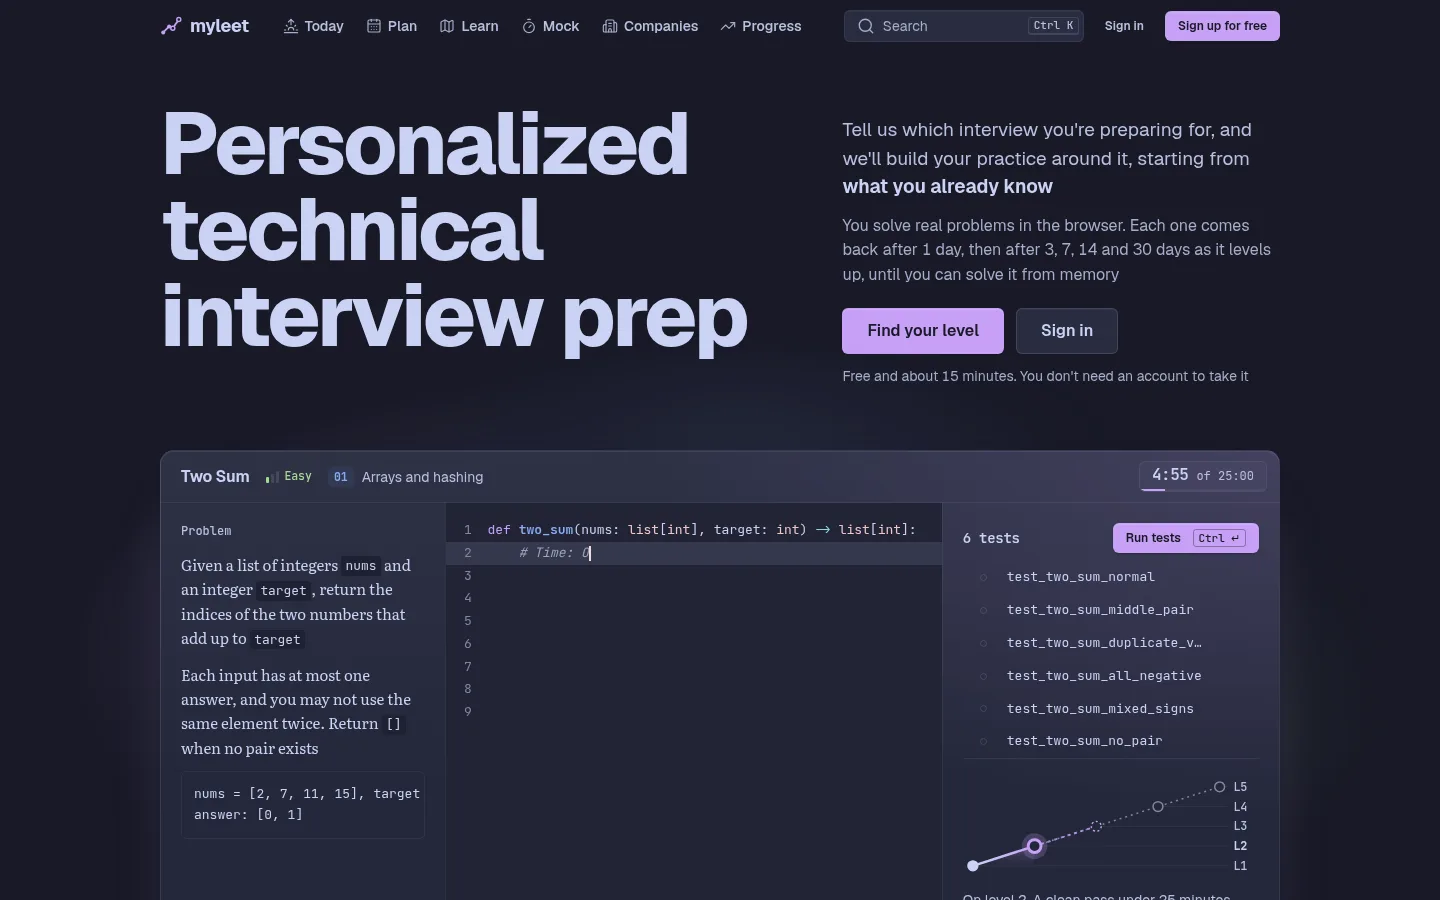 myleet
Today
Plan
Learn
Mock
Companies
Progress
Search
Ctrl K
Sign in
Sign up for free
Personalized
technical
interview prep
Tell us which interview you're preparing for, and
we'll build your practice around it, starting from
what you already know
You solve real problems in the browser. Each one comes
back after 1 day, then after 3, 7, 14 and 30 days as it levels
up, until you can solve it from memory
Find your level
Sign in
Free and about 15 minutes. You don't need an account to take it
Two Sum
Easy
01
Arrays and hashing
4:55 of 25:00
Problem
Given a list of integers nums and
an integer target, return the
indices of the two numbers that
add up to target
Each input has at most one
answer, and you may not use the
same element twice. Return []
when no pair exists
nums = [2, 7, 11, 15], target
answer: [0, 1]
1 def two_sum(nums: list[int], target: int) -> list[int]:
2 # Time: O
3
4
5
6
7
8
9
6 tests
Run tests Ctrl ↵
test_two_sum_normal
test_two_sum_middle_pair
test_two_sum_duplicate_v…
test_two_sum_all_negative
test_two_sum_mixed_signs
test_two_sum_no_pair
L5
L4
L3
L2
L1
On level 2. A clean pass under 25 minutes